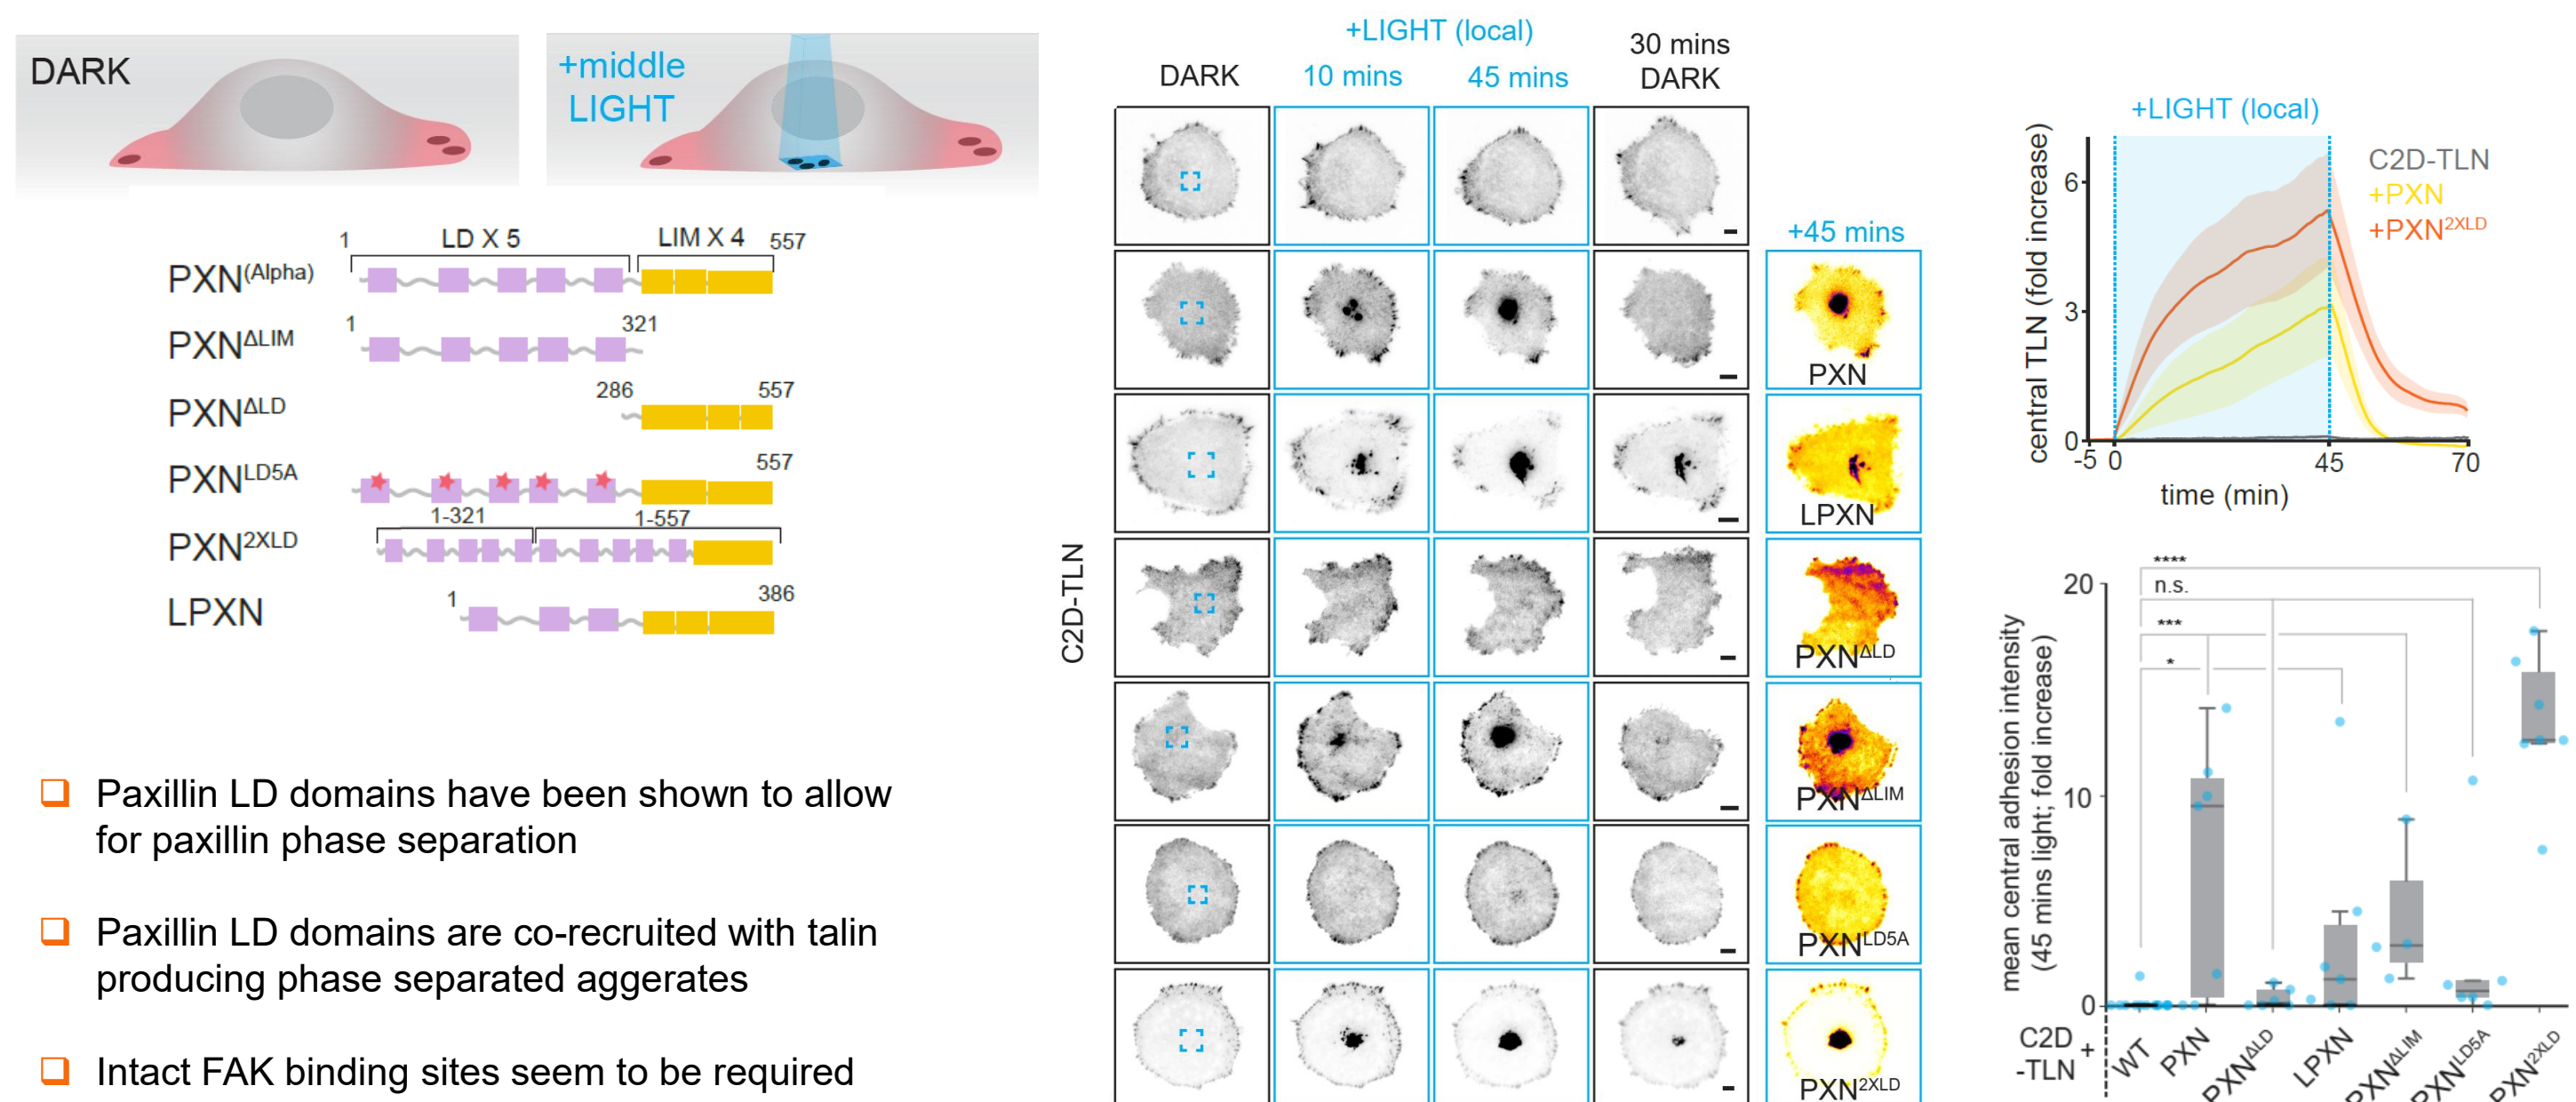 DARK
+middle
LIGHT
1
LD X 5
LIM X 4
557
PXN(Alpha)
1
321
PXNΔLIM
286
557
PXNΔLD
557
PXNLD5A
1-321
1-557
PXN2XLD
1
386
LPXN
Paxillin LD domains have been shown to allow
for paxillin phase separation
Paxillin LD domains are co-recruited with talin
producing phase separated aggerates
Intact FAK binding sites seem to be required
+LIGHT (local)
DARK
10 mins
45 mins
30 mins
DARK
+45 mins
C2D-TLN
PXN
LPXN
PXNΔLD
PXNΔLIM
PXNLD5A
PXN2XLD
+LIGHT (local)
central TLN (fold increase)
6
3
0
-5 0 45 70
time (min)
C2D-TLN
+PXN
+PXN2XLD
mean central adhesion intensity
(45 mins light; fold increase)
20
10
0
****
n.s.
***
*
C2D
-TLN
+
WT
PXN
PXNΔLD
LPXN
PXNΔLIM
PXNLD5A
PXN2XLD